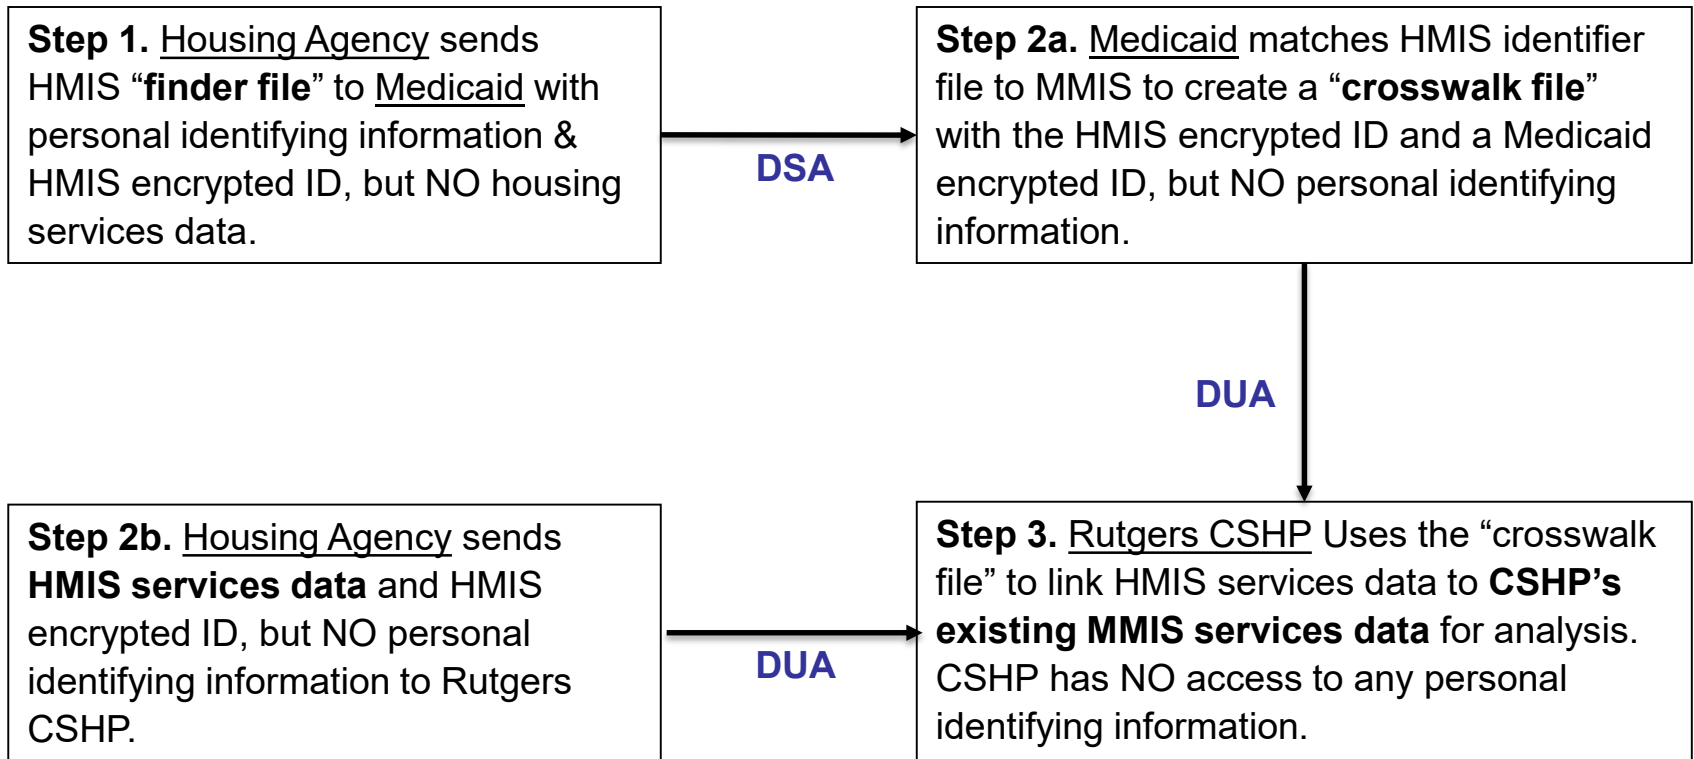 Step 1. Housing Agency sends
HMIS “finder file” to Medicaid with
personal identifying information &
HMIS encrypted ID, but NO housing
services data.
DSA
Step 2a. Medicaid matches HMIS identifier
file to MMIS to create a “crosswalk file”
with the HMIS encrypted ID and a Medicaid
encrypted ID, but NO personal identifying
information.
DUA
Step 2b. Housing Agency sends
HMIS services data and HMIS
encrypted ID, but NO personal
identifying information to Rutgers
CSHP.
DUA
Step 3. Rutgers CSHP Uses the “crosswalk
file” to link HMIS services data to CSHP’s
existing MMIS services data for analysis.
CSHP has NO access to any personal
identifying information.